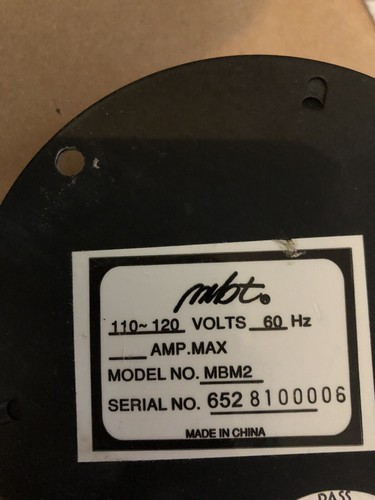 mbt.
110~ 120 VOLTS 60 Hz
AMP.MAX
MODEL NO. MBM2
SERIAL NO. 652 8100006
MADE IN CHINA
PASS